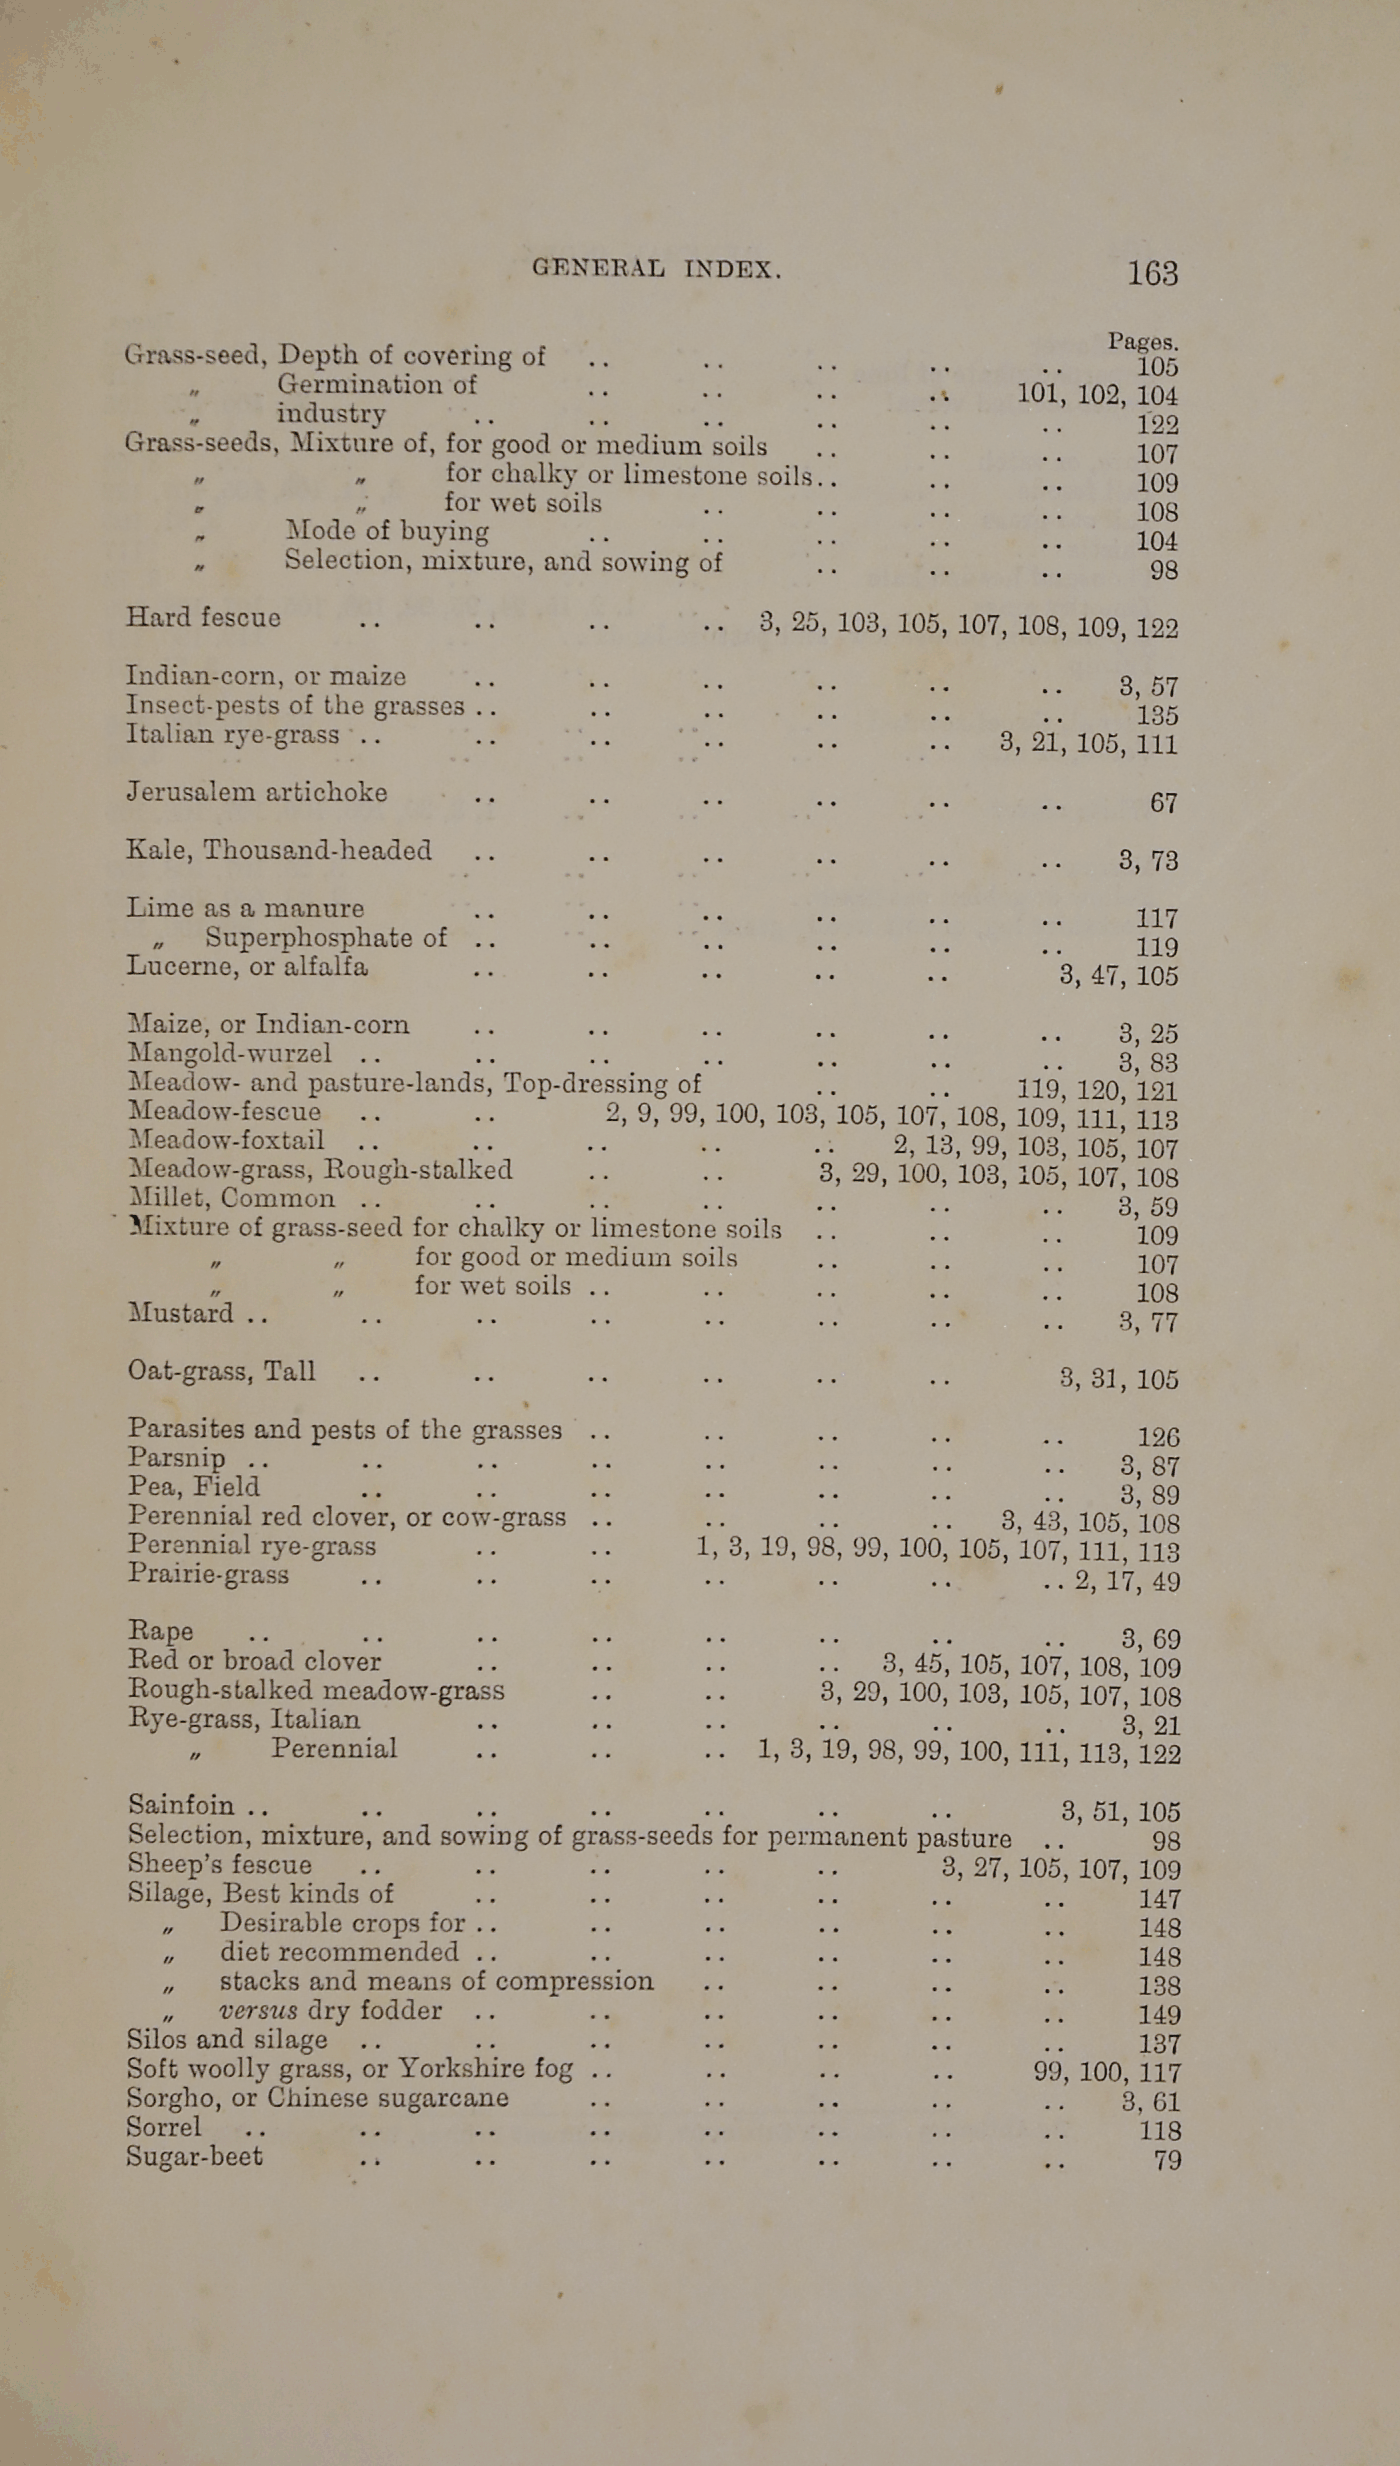 GENERAL INDEX. 163
Pages.
Grass-seed, Depth of covering of .. .. .. .. .. 105
„ Germination of .. .. .. .. 101, 102, 104
„ industry .. .. .. .. .. .. 122
Grass-seeds, Mixture of, for good or medium soils .. .. .. 107
„ „ for chalky or limestone soils.. .. .. 109
„ „ for wet soils .. .. .. .. 108
„ Mode of buying .. .. .. .. .. 104
„ Selection, mixture, and sowing of .. .. .. 98
Hard fescue .. .. .. .. 3, 25, 103, 105, 107, 108, 109, 122
Indian-corn, or maize .. .. .. .. .. .. 3, 57
Insect-pests of the grasses .. .. .. .. .. .. 135
Italian rye-grass .. .. .. .. .. .. 3, 21, 105, 111
Jerusalem artichoke .. .. .. .. .. .. 67
Kale, Thousand-headed .. .. .. .. .. .. 3, 73
Lime as a manure .. .. .. .. .. .. 117
„ Superphosphate of .. .. .. .. .. .. 119
Lucerne, or alfalfa .. .. .. .. .. 3, 47, 105
Maize, or Indian-corn .. .. .. .. .. .. 3, 25
Mangold-wurzel .. .. .. .. .. .. .. 3, 83
Meadow- and pasture-lands, Top-dressing of .. .. 119, 120, 121
Meadow-fescue .. .. 2, 9, 99, 100, 103, 105, 107, 108, 109, 111, 113
Meadow-foxtail .. .. .. .. .. 2, 13, 99, 103, 105, 107
Meadow-grass, Rough-stalked .. .. 3, 29, 100, 103, 105, 107, 108
Millet, Common .. .. .. .. .. .. .. 3, 59
Mixture of grass-seed for chalky or limestone soils .. .. .. 109
„ „ for good or medium soils .. .. .. 107
„ „ for wet soils .. .. .. .. .. 108
Mustard .. .. .. .. .. .. .. .. 3, 77
Oat-grass, Tall .. .. .. .. .. .. 3, 31, 105
Parasites and pests of the grasses .. .. .. .. .. 126
Parsnip .. .. .. .. .. .. .. .. 3, 87
Pea, Field .. .. .. .. .. .. .. 3, 89
Perennial red clover, or cow-grass .. .. .. .. 3, 43, 105, 108
Perennial rye-grass .. .. 1, 3, 19, 98, 99, 100, 105, 107, 111, 113
Prairie-grass .. .. .. .. .. .. .. 2, 17, 49
Rape .. .. .. .. .. .. .. .. 3, 69
Red or broad clover .. .. .. .. 3, 45, 105, 107, 108, 109
Rough-stalked meadow-grass .. .. 3, 29, 100, 103, 105, 107, 108
Rye-grass, Italian .. .. .. .. .. .. 3, 21
„ Perennial .. .. .. 1, 3, 19, 98, 99, 100, 111, 113, 122
Sainfoin .. .. .. .. .. .. .. 3, 51, 105
Selection, mixture, and sowing of grass-seeds for permanent pasture .. 98
Sheep's fescue .. .. .. .. .. 3, 27, 105, 107, 109
Silage, Best kinds of .. .. .. .. .. .. 147
„ Desirable crops for .. .. .. .. .. .. 148
„ diet recommended .. .. .. .. .. .. 148
„ stacks and means of compression .. .. .. .. 138
„ versus dry fodder .. .. .. .. .. .. 149
Silos and silage .. .. .. .. .. .. .. 137
Soft woolly grass, or Yorkshire fog .. .. .. .. 99, 100, 117
Sorgho, or Chinese sugarcane .. .. .. .. .. 3, 61
Sorrel .. .. .. .. .. .. .. .. 118
Sugar-beet .. .. .. .. .. .. .. 79